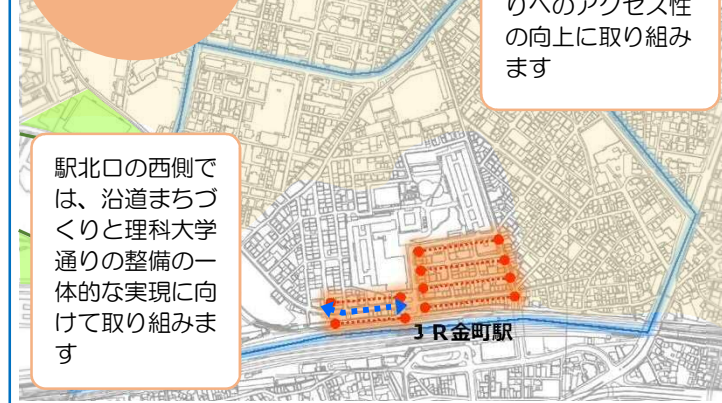 りへのアクセス性
の向上に取り組み
ます
駅北口の西側で
は、沿道まちづ
くりと理科大学
通りの整備の一
体的な実現に向
けて取り組みま
す
JR金町駅